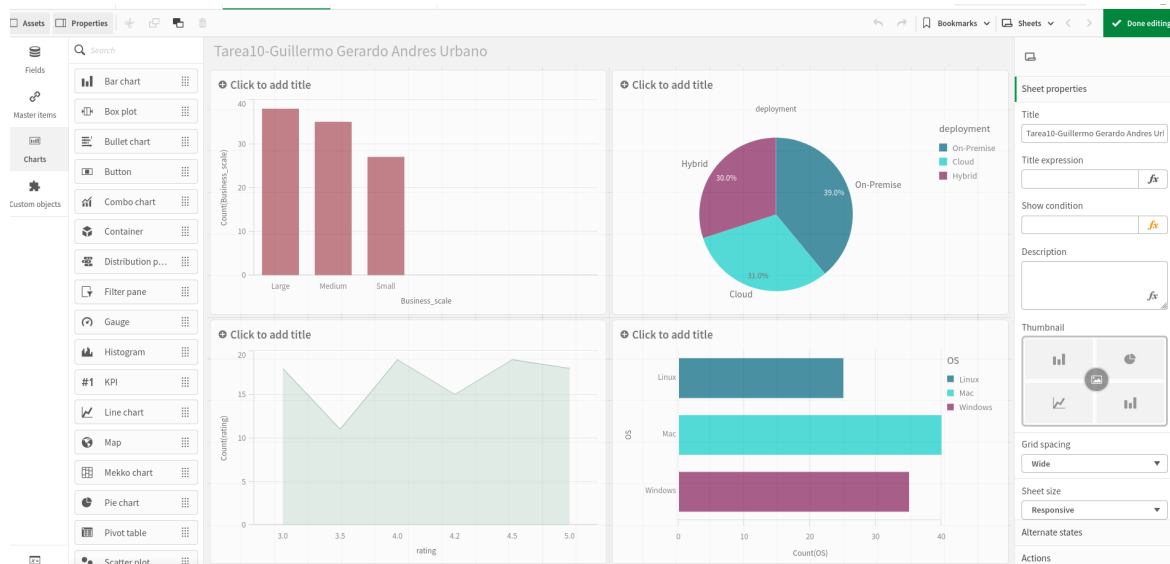 Assets
Properties
Bookmarks
Sheets
Done editing
Fields
Master items
Charts
Custom objects
Search
Bar chart
Box plot
Bullet chart
Button
Combo chart
Container
Distribution p...
Filter pane
Gauge
Histogram
#1 KPI
Line chart
Map
Mekko chart
Pie chart
Pivot table
Scatter plot
Tarea10-Guillermo Gerardo Andres Urbano
Click to add title
40
30
20
10
0
Count(Business_scale)
Large
Medium
Small
Business_scale
Click to add title
deployment
Hybrid
30.0%
39.0%
On-Premise
31.0%
Cloud
deployment
On-Premise
Cloud
Hybrid
Click to add title
20
15
10
5
0
Count(rating)
3.0
3.5
4.0
4.2
4.5
5.0
rating
Click to add title
OS
Linux
Mac
Windows
0
10
20
30
40
Count(OS)
OS
Linux
Mac
Windows
Sheet properties
Title
Tarea10-Guillermo Gerardo Andres Url
Title expression
fx
Show condition
fx
Description
fx
Thumbnail
Grid spacing
Wide
Sheet size
Responsive
Alternate states
Actions